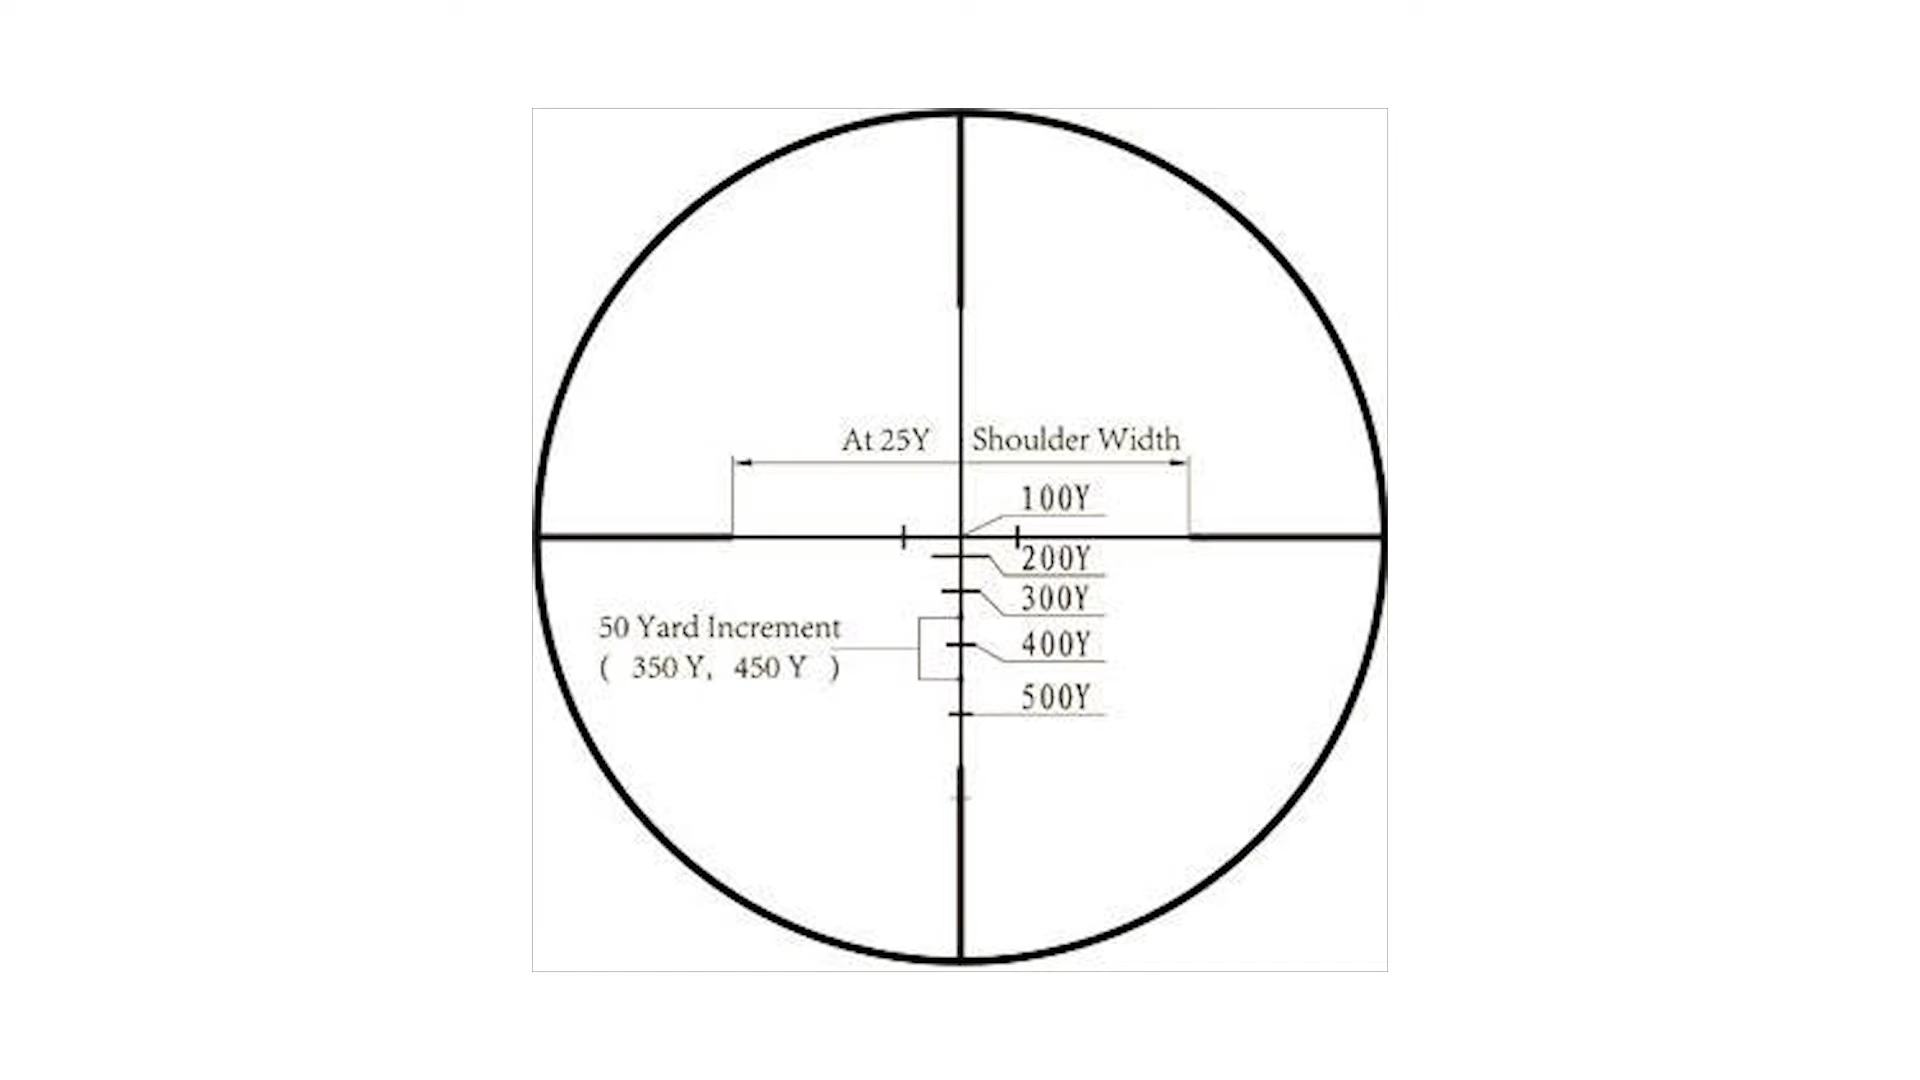 At 25Y Shoulder Width
100Y
200Y
300Y
50 Yard Increment
( 350 Y, 450 Y )
400Y
500Y